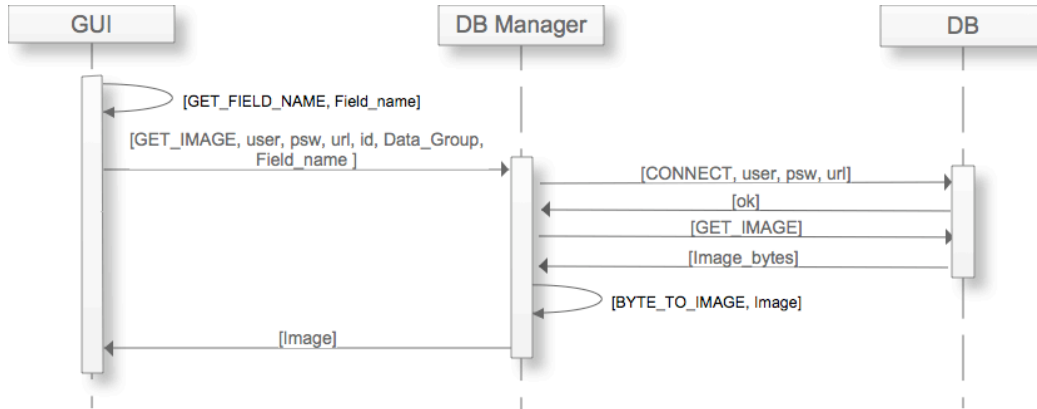 GUI
DB Manager
DB
[GET_FIELD_NAME, Field_name]
[GET_IMAGE, user, psw, url, id, Data_Group,
Field_name ]
[CONNECT, user, psw, url]
[ok]
[GET_IMAGE]
[Image_bytes]
[BYTE_TO_IMAGE, Image]
[Image]